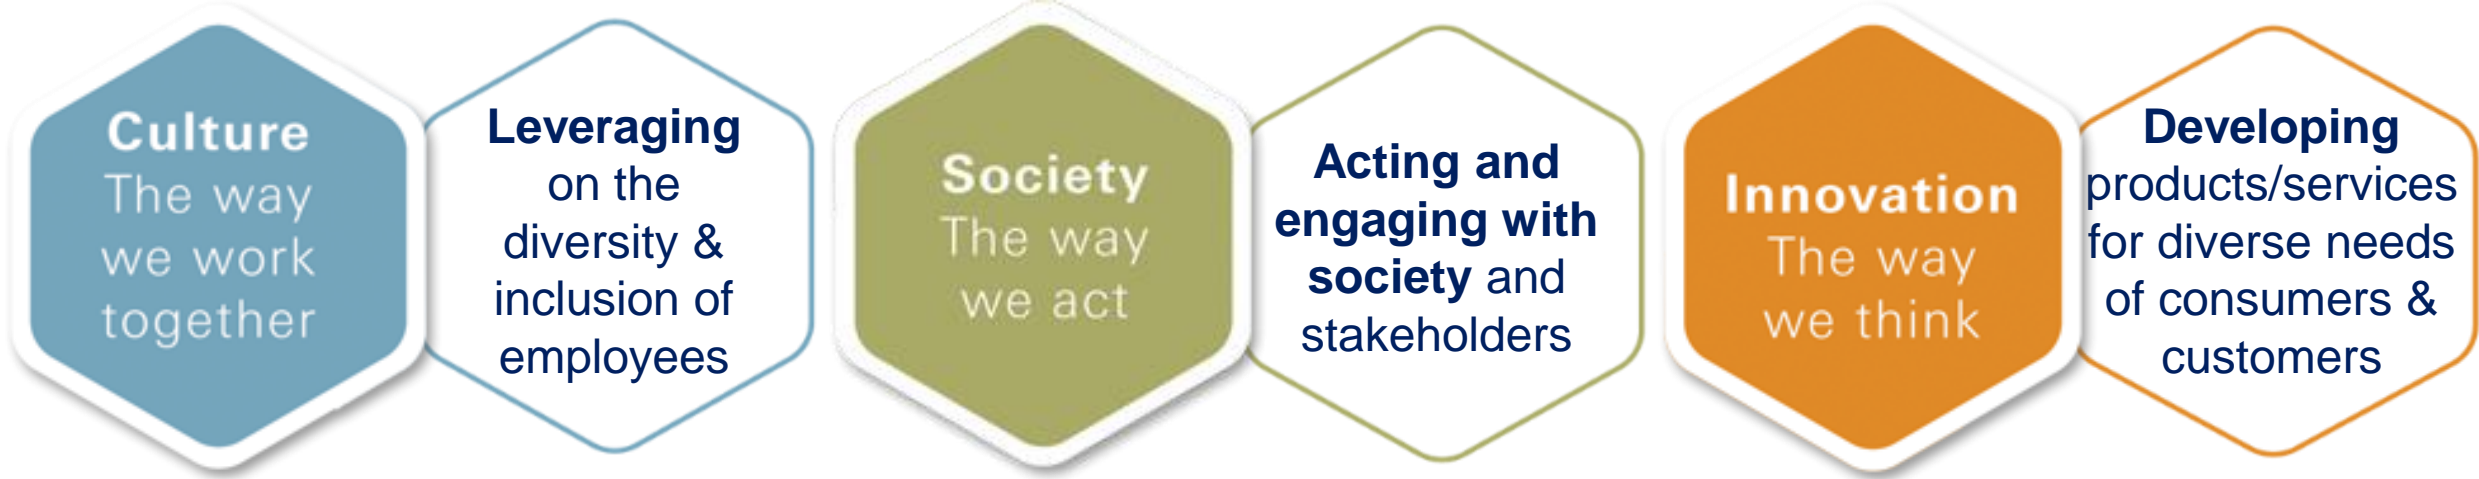 Culture
The way
we work
together
Leveraging
on the
diversity &
inclusion of
employees
Society
The way
we act
Acting and
engaging with
society and
stakeholders
Innovation
The way
we think
Developing
products/services
for diverse needs
of consumers &
customers